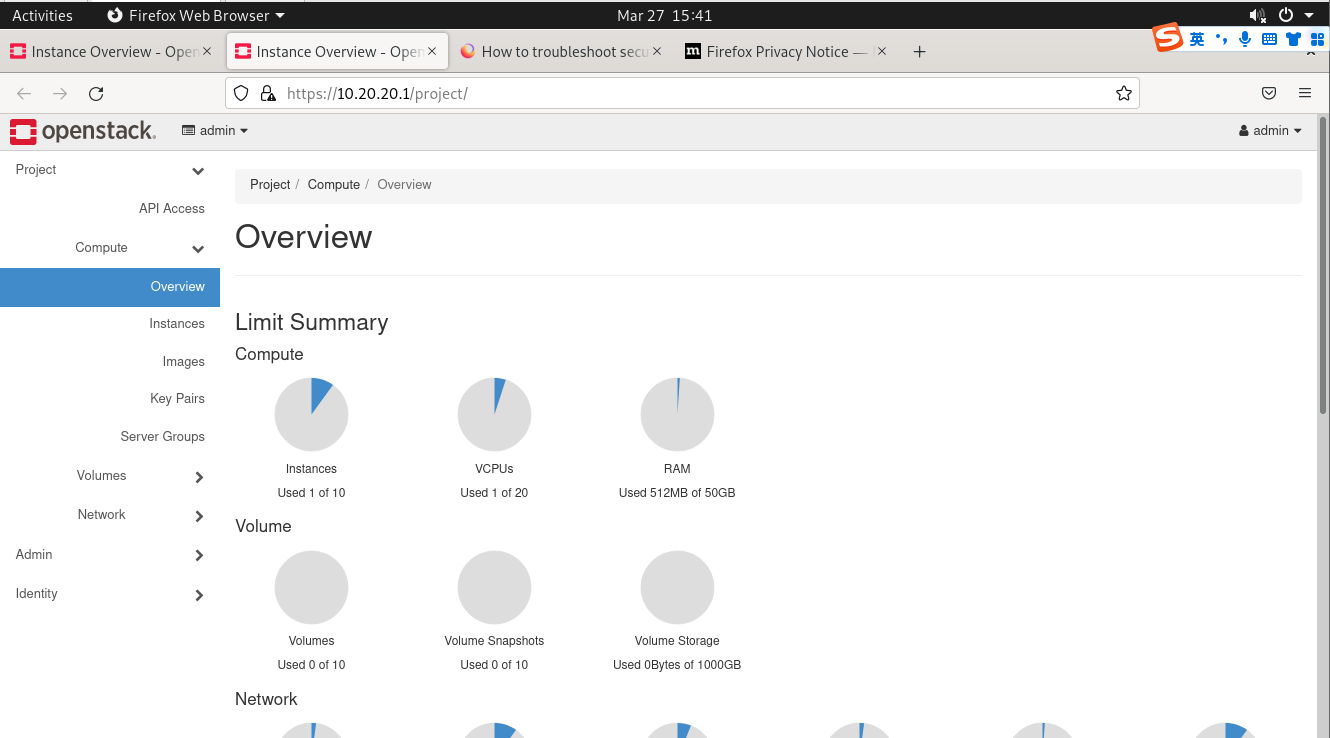 Activities Firefox Web Browser Mar 27 15:41
Instance Overview - Open Instance Overview - Open How to troubleshoot secu Firefox Privacy Notice —
英
https://10.20.20.1/project/
openstack. admin admin
Project
API Access
Compute
Overview
Instances
Images
Key Pairs
Server Groups
Volumes
Network
Admin
Identity
Project / Compute / Overview
Overview
Limit Summary
Compute
Instances VCPUs RAM
Used 1 of 10 Used 1 of 20 Used 512MB of 50GB
Volume
Volumes Volume Snapshots Volume Storage
Used 0 of 10 Used 0 of 10 Used 0Bytes of 1000GB
Network